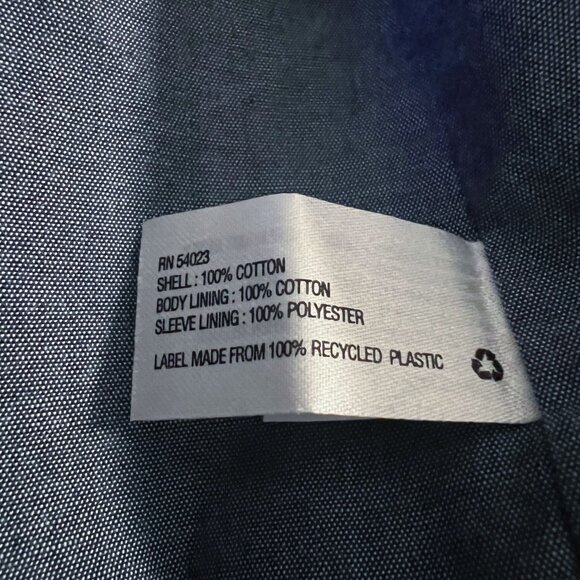 RN 54023
SHELL : 100% COTTON
BODY LINING : 100% COTTON
SLEEVE LINING : 100% POLYESTER
LABEL MADE FROM 100% RECYCLED PLASTIC